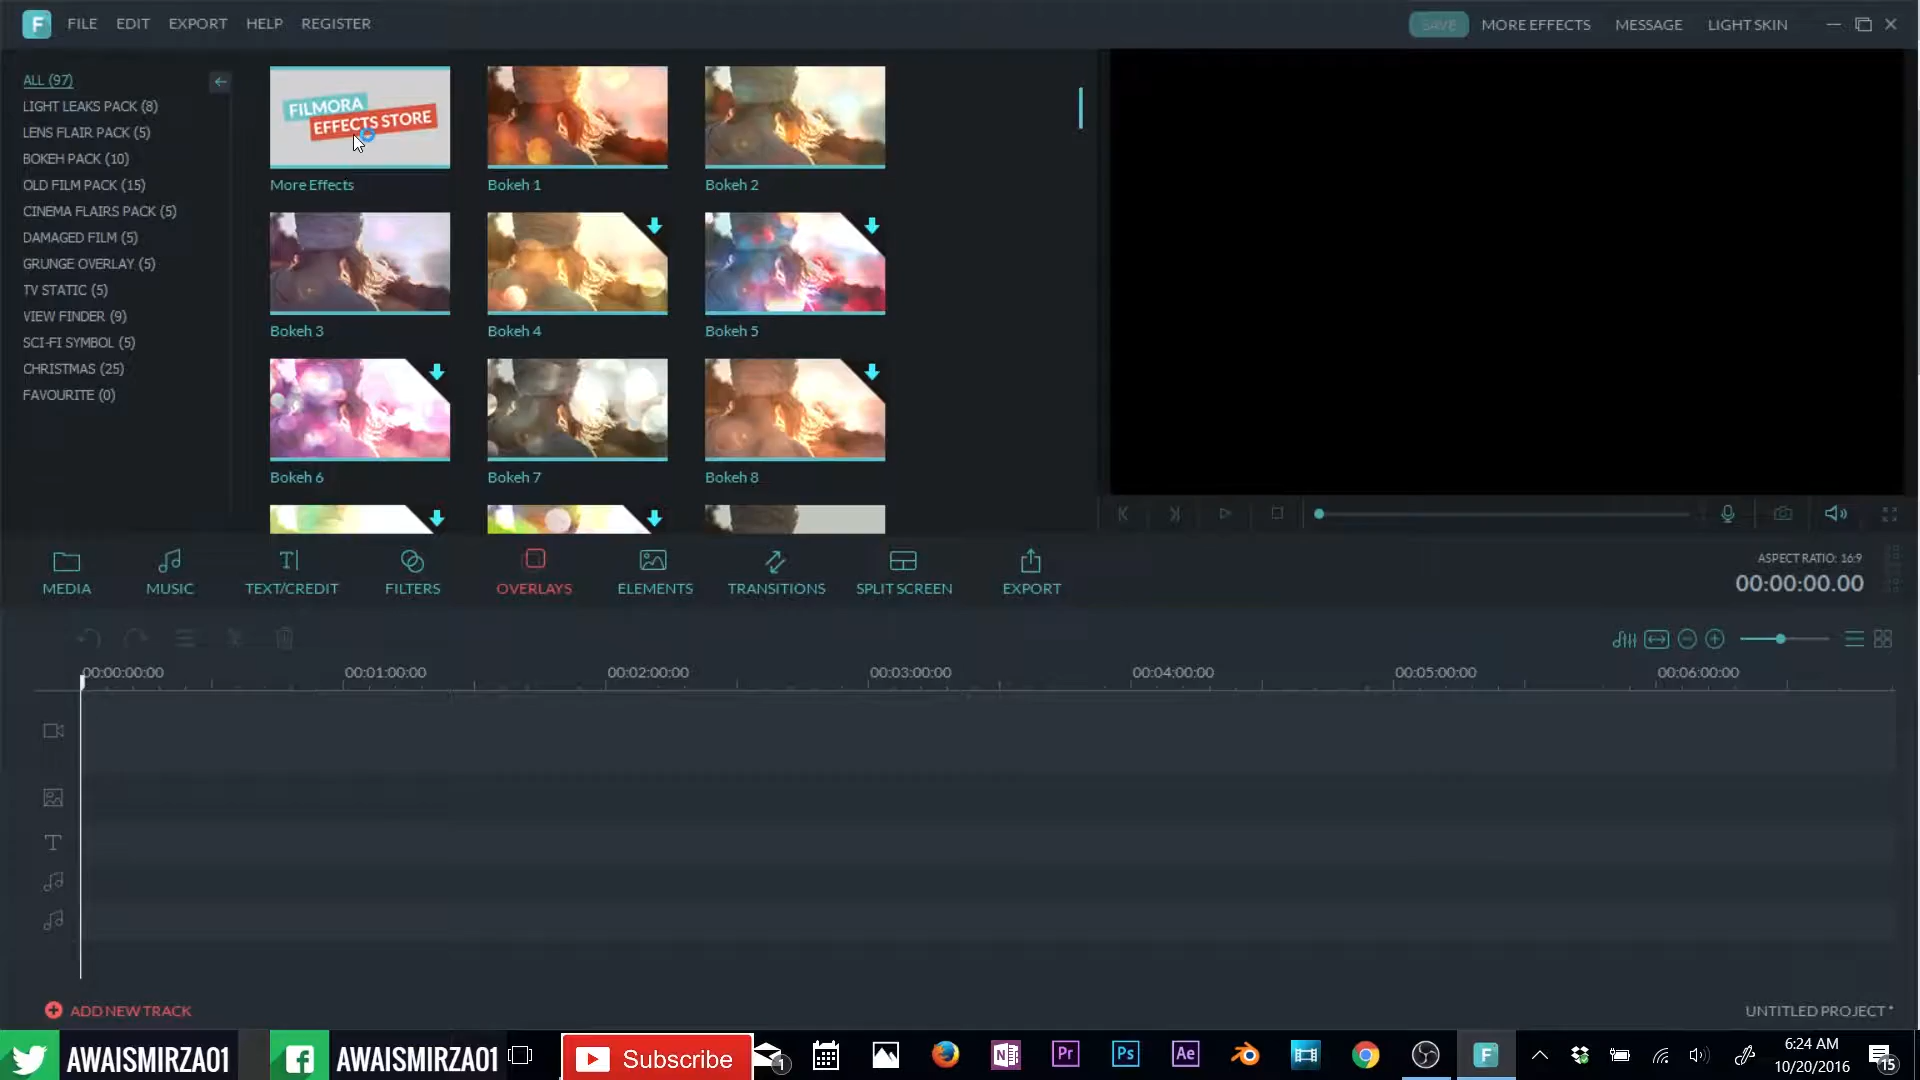 F FILE EDIT EXPORT HELP REGISTER
SAVE MORE EFFECTS MESSAGE LIGHT SKIN
ALL (97)
LIGHT LEAKS PACK (8)
LENS FLAIR PACK (5)
BOKEH PACK (10)
OLD FILM PACK (15)
CINEMA FLAIRS PACK (5)
DAMAGED FILM (5)
GRUNGE OVERLAY (5)
TV STATIC (5)
VIEW FINDER (9)
SCI-FI SYMBOL (5)
CHRISTMAS (25)
FAVOURITE (0)
FILMORA
EFFECTS STORE
More Effects Bokeh 1 Bokeh 2
Bokeh 3 Bokeh 4 Bokeh 5
Bokeh 6 Bokeh 7 Bokeh 8
MEDIA MUSIC TEXT/CREDIT FILTERS OVERLAYS ELEMENTS TRANSITIONS SPLIT SCREEN EXPORT
ASPECT RATIO: 16:9
00:00:00.00
00:00:00:00 00:01:00:00 00:02:00:00 00:03:00:00 00:04:00:00 00:05:00:00 00:06:00:00
ADD NEW TRACK
UNTITLED PROJECT *
AWAISMIRZA01 AWAISMIRZA01 Subscribe 1 N Pr Ps Ae F
6:24 AM
10/20/2016
15